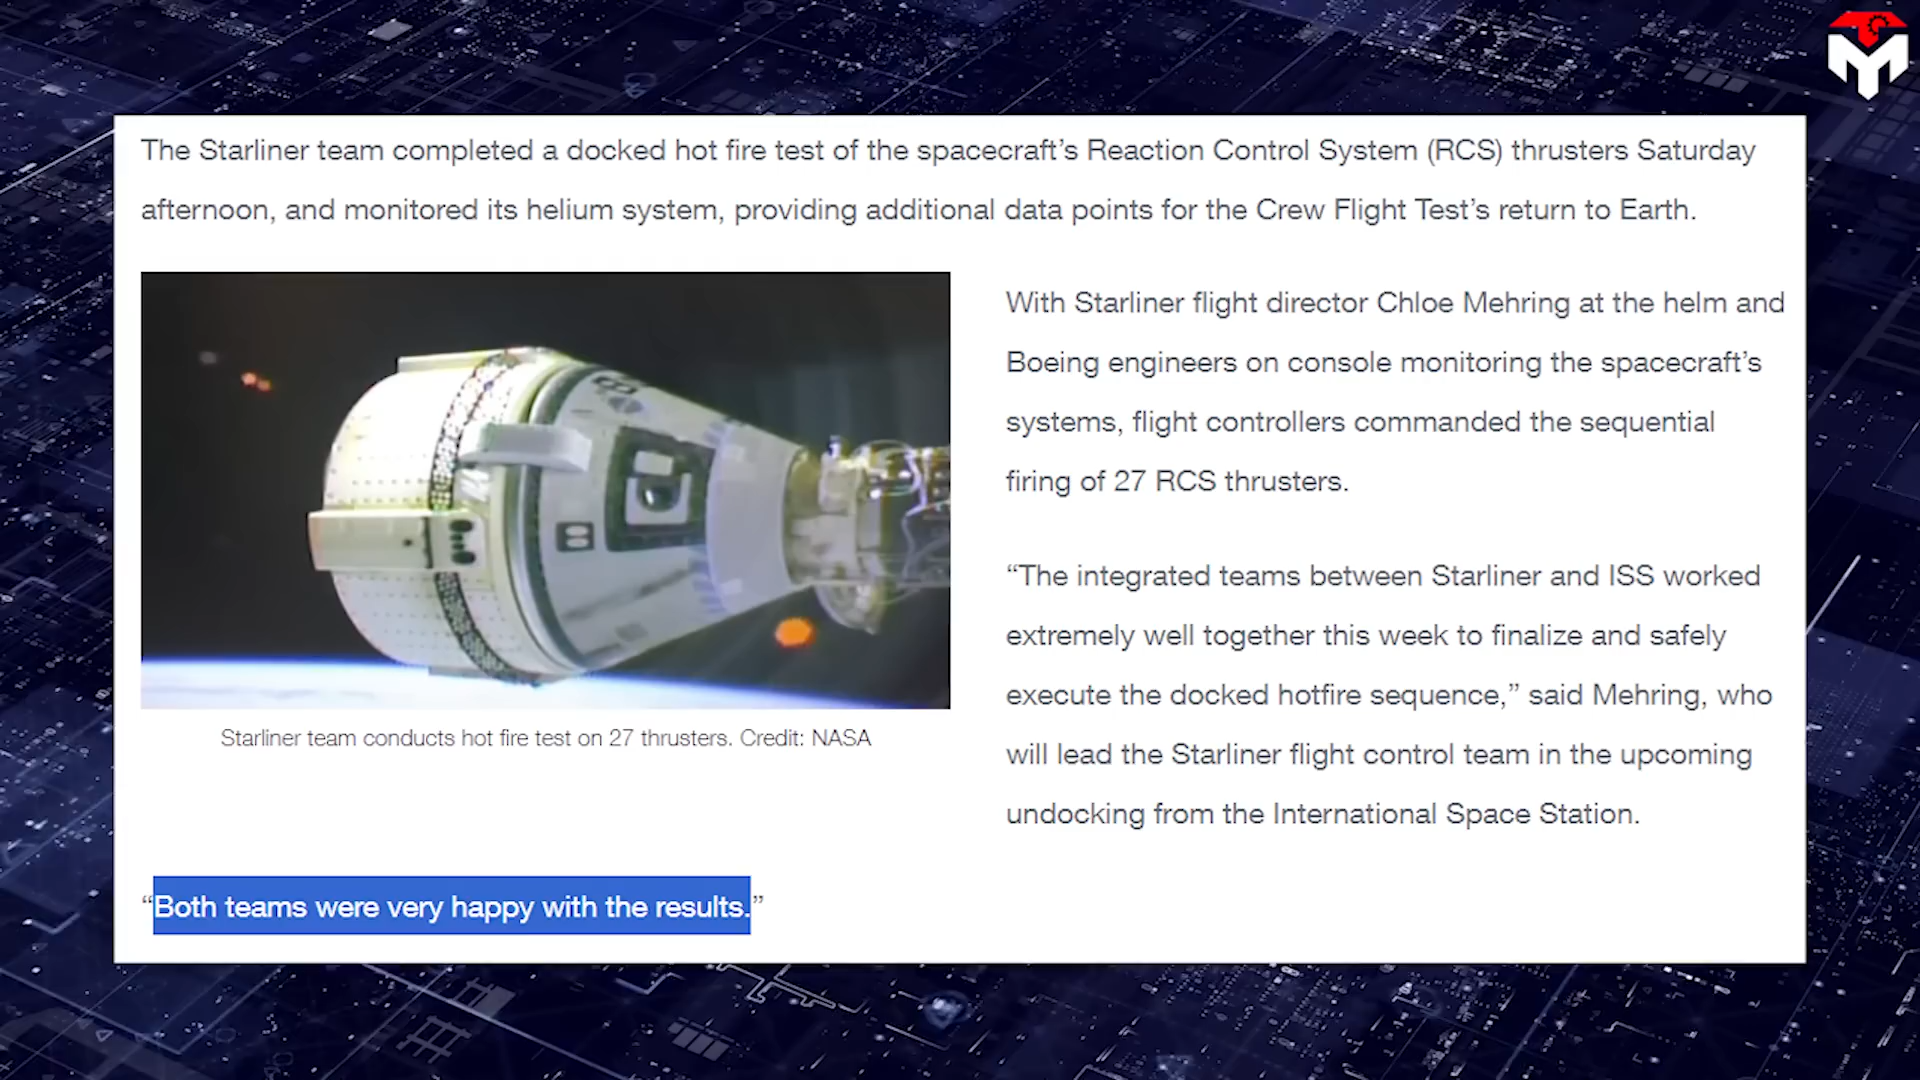 The Starliner team completed a docked hot fire test of the spacecraft’s Reaction Control System (RCS) thrusters Saturday
afternoon, and monitored its helium system, providing additional data points for the Crew Flight Test’s return to Earth.
Starliner team conducts hot fire test on 27 thrusters. Credit: NASA
With Starliner flight director Chloe Mehring at the helm and
Boeing engineers on console monitoring the spacecraft’s
systems, flight controllers commanded the sequential
firing of 27 RCS thrusters.
“The integrated teams between Starliner and ISS worked
extremely well together this week to finalize and safely
execute the docked hotfire sequence,” said Mehring, who
will lead the Starliner flight control team in the upcoming
undocking from the International Space Station.
“Both teams were very happy with the results.”